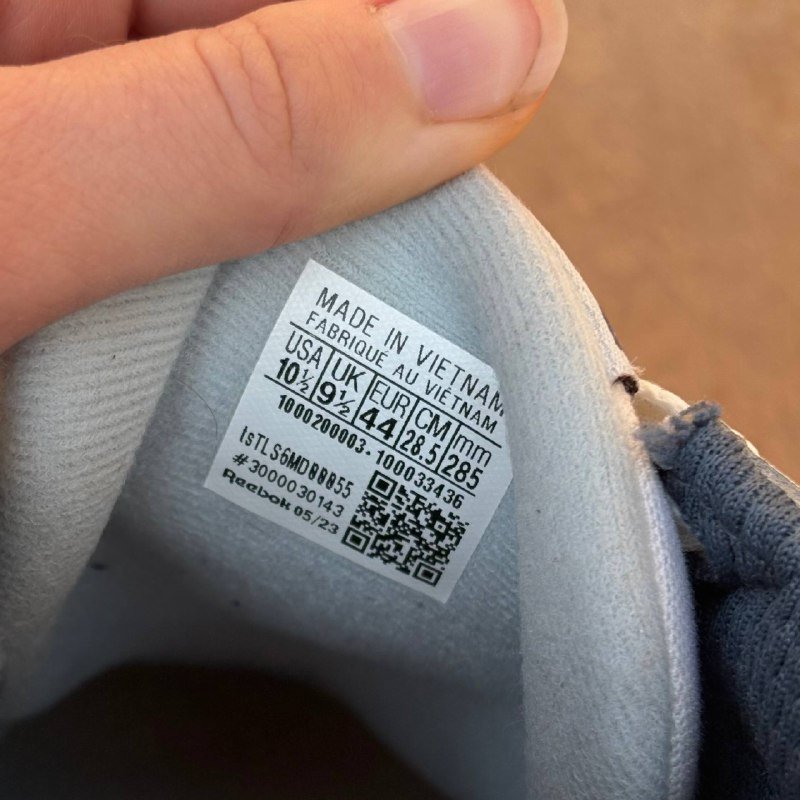 MADE IN VIETNAM
FABRIQUÉ AU VIÉTNAM
USA UK EUR CM mm
10½ 9½ 44 28.5 285
1000200003-100033436
#3000030143
Reebok 05/23